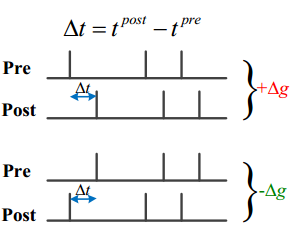 Δt = t^post − t^pre
Pre
Δt
+Δg
Post
Pre
Δt
-Δg
Post